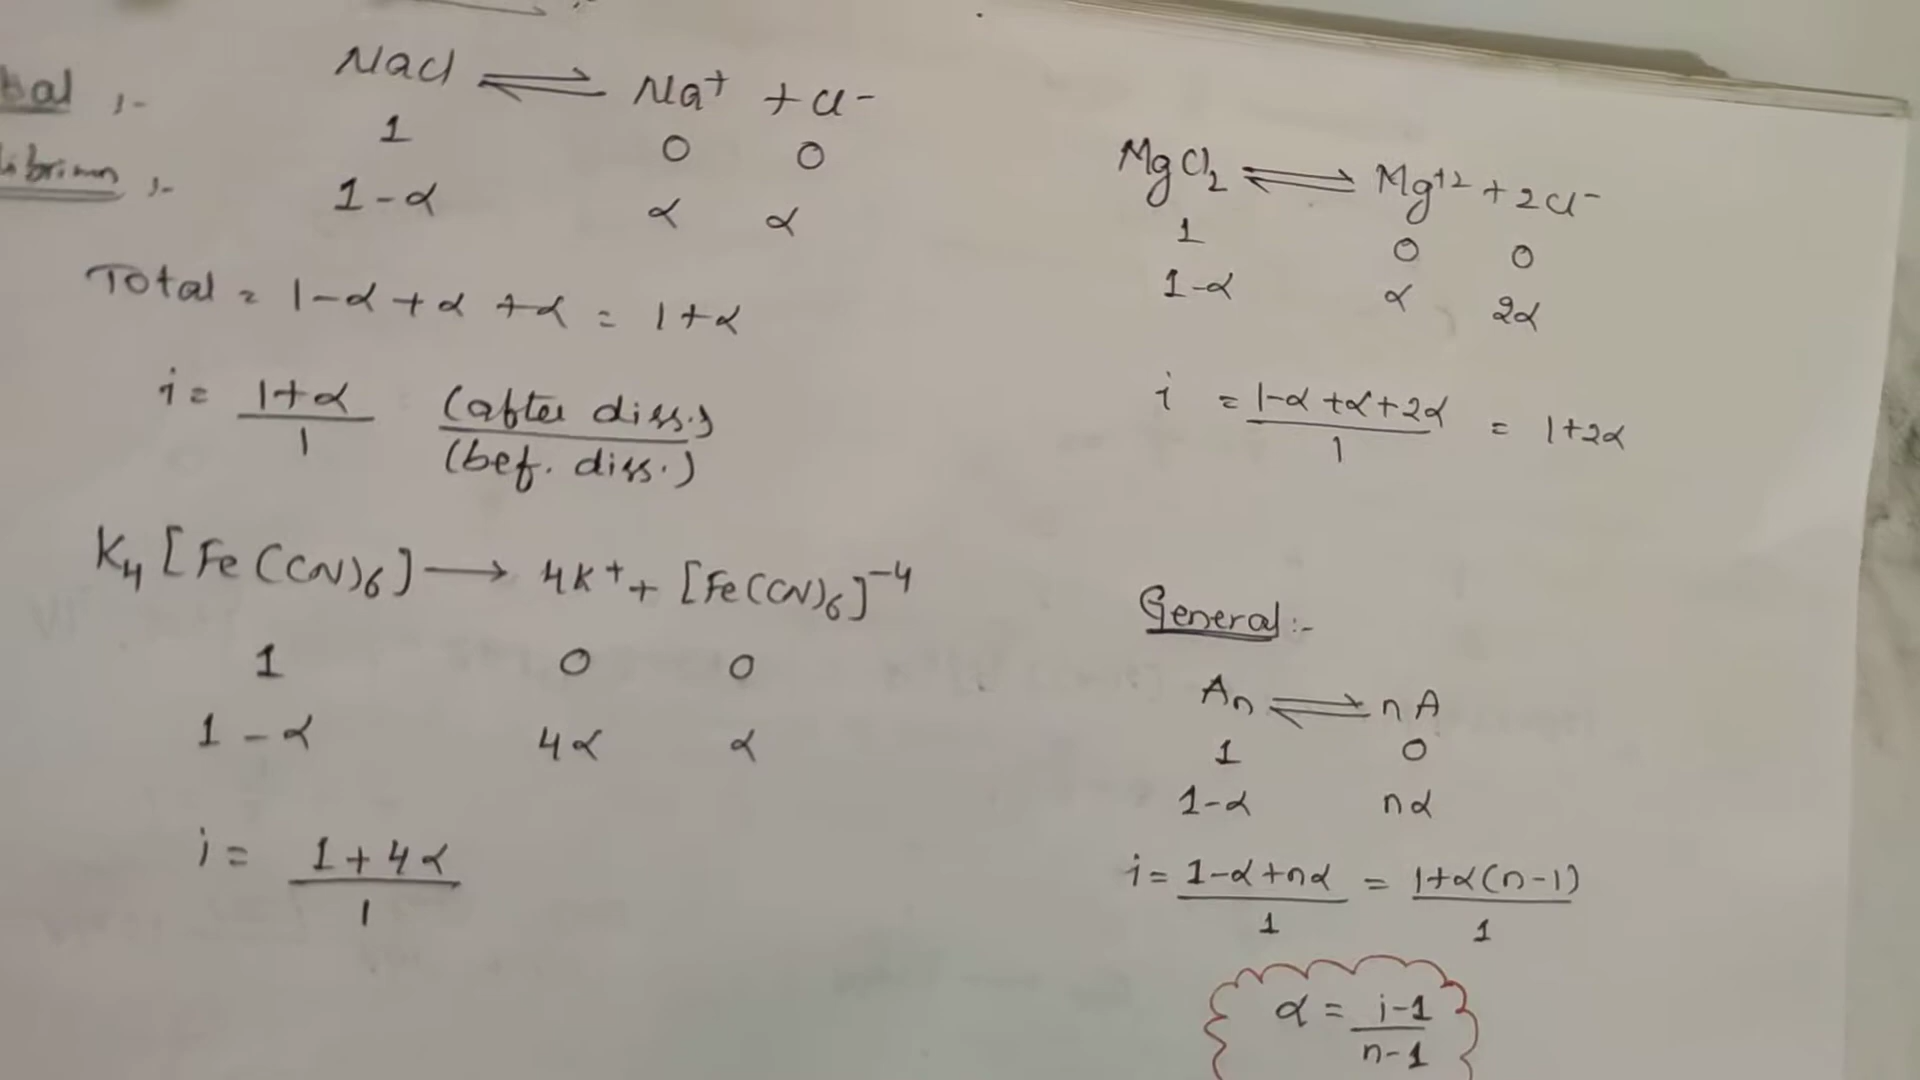 NaCl ⇌ Na⁺ + Cl⁻
1 0 0
1-α α α
Total = 1-α + α + α = 1+α
i = (1+α)/1 (after diss.)/(bef. diss.)
K₄[Fe(CN)₆] ⟶ 4K⁺ + [Fe(CN)₆]⁻⁴
1 0 0
1-α 4α α
i = (1+4α)/1
MgCl₂ ⇌ Mg⁺² + 2Cl⁻
1 0 0
1-α α 2α
i = (1-α+α+2α)/1 = 1+2α
General:-
Aₙ ⇌ nA
1 0
1-α nα
i = (1-α+nα)/1 = (1+α(n-1))/1
α = (i-1)/(n-1)